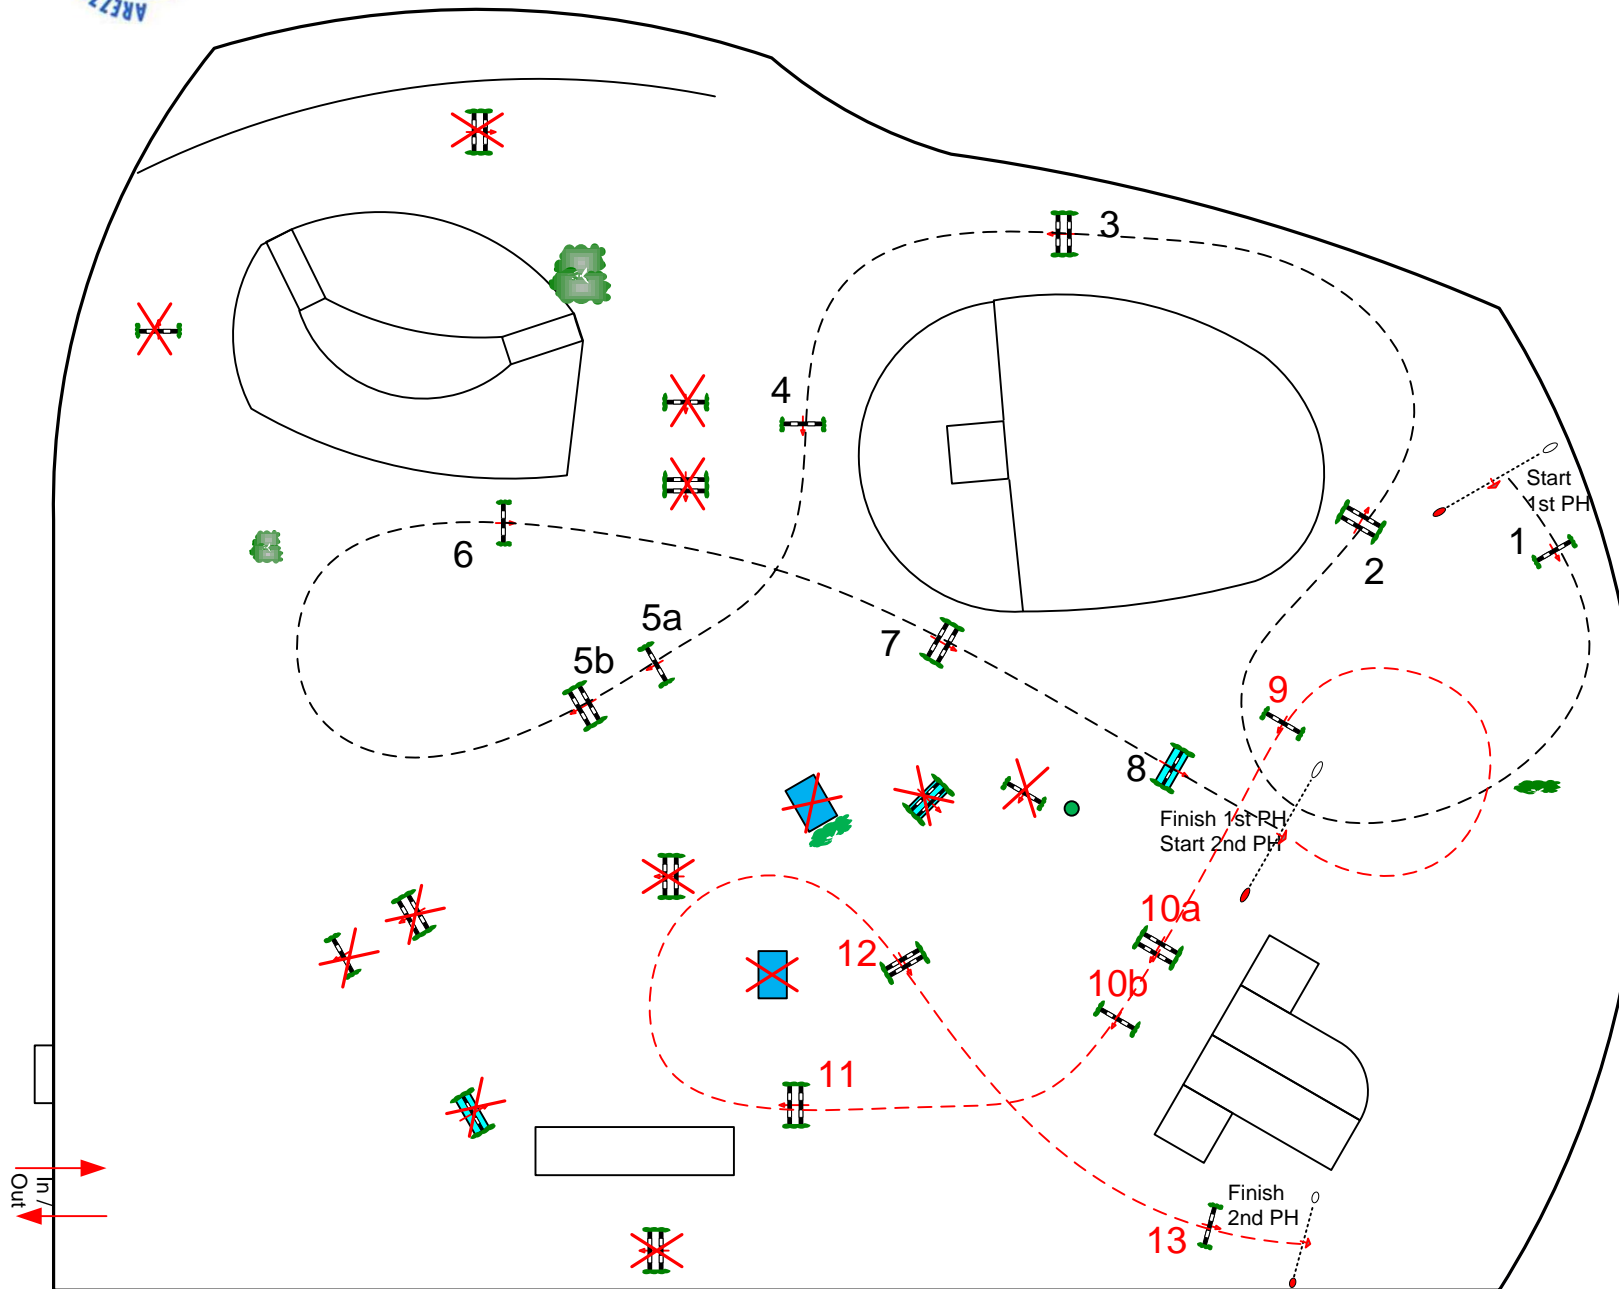 AREZZ
3
4
Start
1st PH
1
2
6
5a
5b
7
8
9
Finish 1st PH
Start 2nd PH
10a
10b
12
11
Finish
2nd PH
13
In /
Out